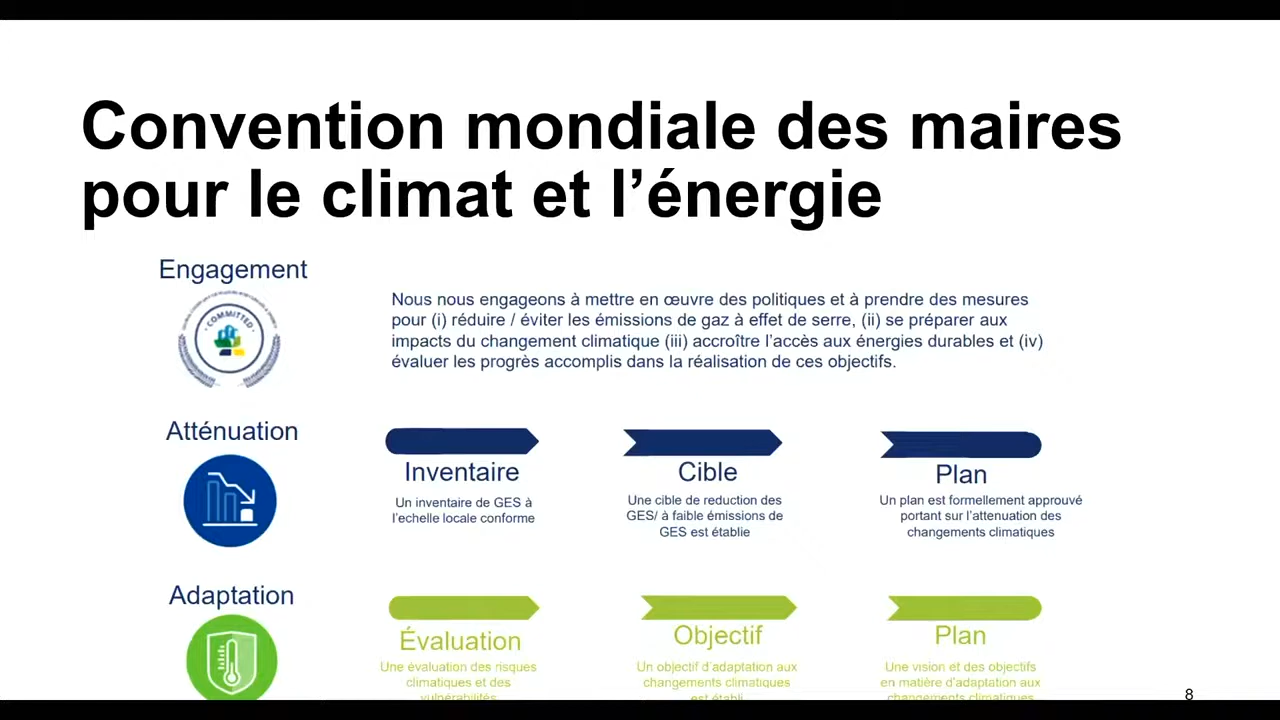 Convention mondiale des maires
pour le climat et l’énergie
Engagement
COMMITTED
Nous nous engageons à mettre en œuvre des politiques et à prendre des mesures
pour (i) réduire / éviter les émissions de gaz à effet de serre, (ii) se préparer aux
impacts du changement climatique (iii) accroître l’accès aux énergies durables et (iv)
évaluer les progrès accomplis dans la réalisation de ces objectifs.
Atténuation
Inventaire
Un inventaire de GES à
l’echelle locale conforme
Cible
Une cible de reduction des
GES/ à faible émissions de
GES est établie
Plan
Un plan est formellement approuvé
portant sur l’attenuation des
changements climatiques
Adaptation
Évaluation
Une évaluation des risques
climatiques et des
vulnérabilités
Objectif
Un objectif d’adaptation aux
changements climatiques
est établi
Plan
Une vision et des objectifs
en matière d’adaptation aux
changements climatiques
8